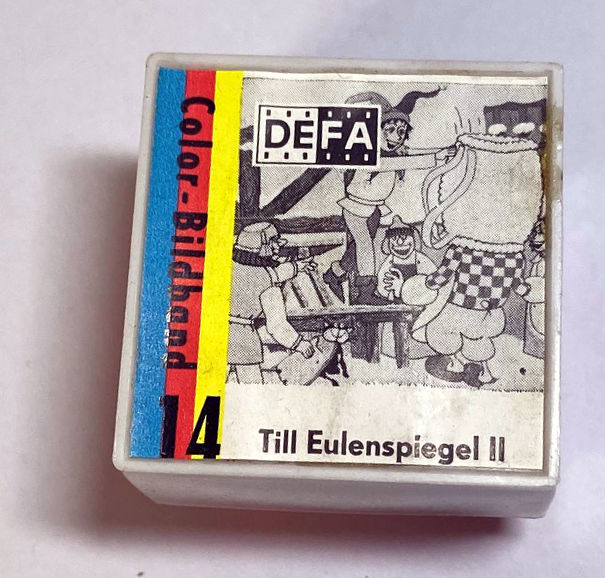 DEFA
Color-Bildband
14
Till Eulenspiegel II